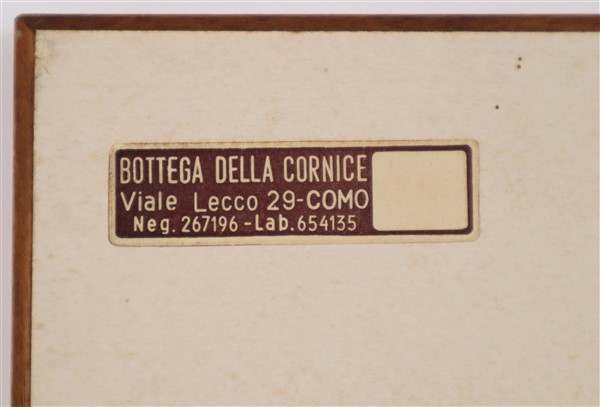 BOTTEGA DELLA CORNICE
Viale Lecco 29-COMO
Neg. 267196-Lab.654135